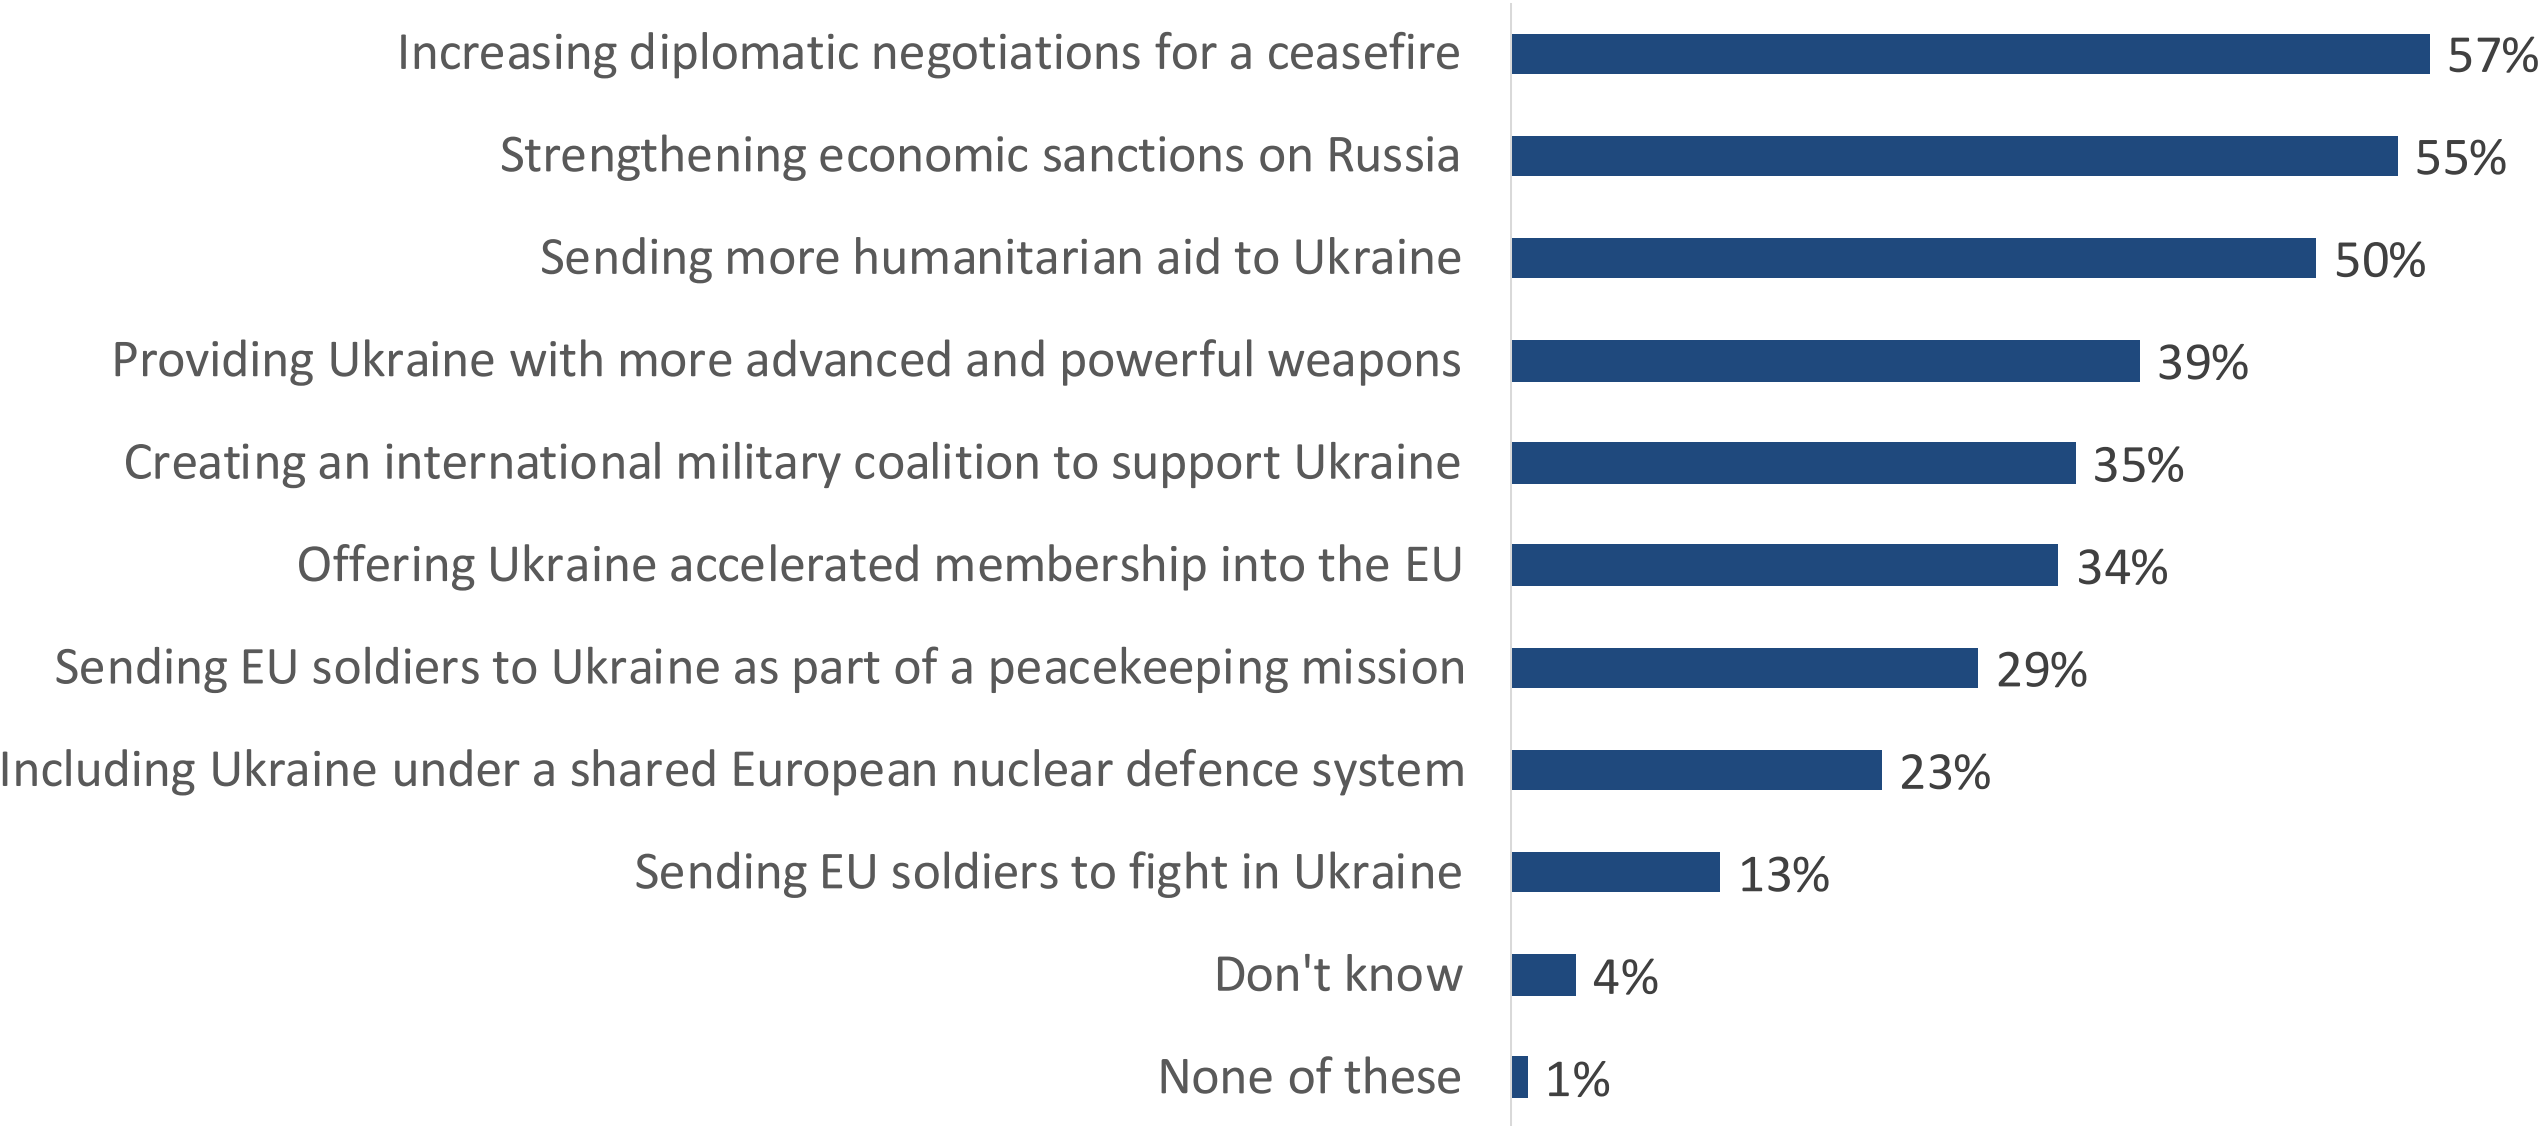 Increasing diplomatic negotiations for a ceasefire 57%
Strengthening economic sanctions on Russia 55%
Sending more humanitarian aid to Ukraine 50%
Providing Ukraine with more advanced and powerful weapons 39%
Creating an international military coalition to support Ukraine 35%
Offering Ukraine accelerated membership into the EU 34%
Sending EU soldiers to Ukraine as part of a peacekeeping mission 29%
Including Ukraine under a shared European nuclear defence system 23%
Sending EU soldiers to fight in Ukraine 13%
Don't know 4%
None of these 1%